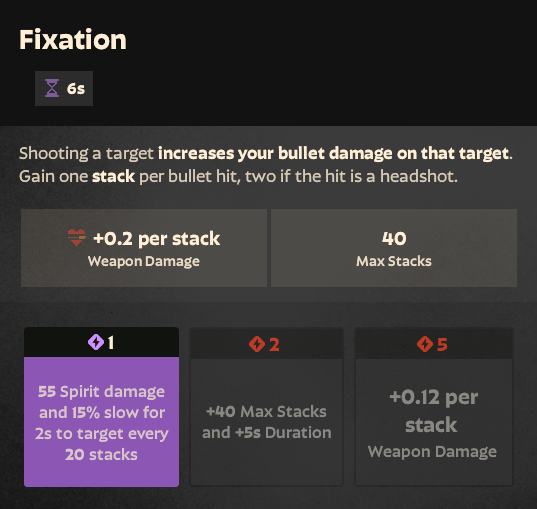 Fixation
6s
Shooting a target increases your bullet damage on that target.
Gain one stack per bullet hit, two if the hit is a headshot.
+0.2 per stack
Weapon Damage
40
Max Stacks
1
55 Spirit damage
and 15% slow for
2s to target every
20 stacks
2
+40 Max Stacks
and +5s Duration
5
+0.12 per
stack
Weapon Damage